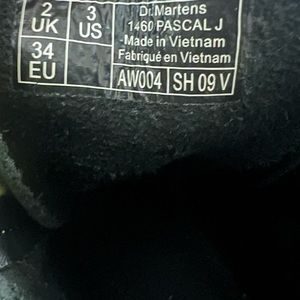 2 UK
3 US
34 EU
Dr.Martens
1460 PASCAL J
Made in Vietnam
Fabriqué en Vietnam
AW004
SH 09 V